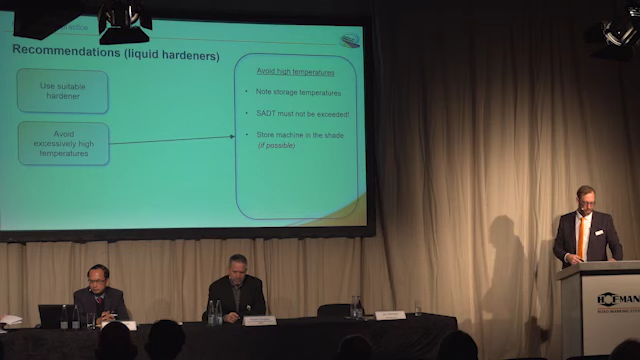 Recommendations (liquid hardeners)
Use suitable
hardener
Avoid
excessively high
temperatures
Avoid high temperatures
• Note storage temperatures
• SADT must not be exceeded!
• Store machine in the shade
(if possible)